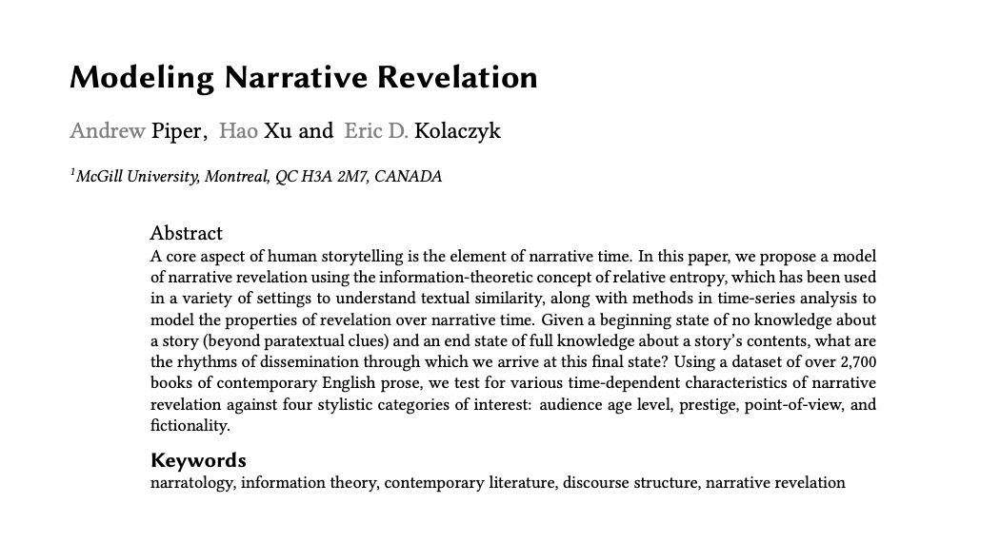 Modeling Narrative Revelation
Andrew Piper, Hao Xu and Eric D. Kolaczyk
¹McGill University, Montreal, QC H3A 2M7, CANADA
Abstract
A core aspect of human storytelling is the element of narrative time. In this paper, we propose a model
of narrative revelation using the information-theoretic concept of relative entropy, which has been used
in a variety of settings to understand textual similarity, along with methods in time-series analysis to
model the properties of revelation over narrative time. Given a beginning state of no knowledge about
a story (beyond paratextual clues) and an end state of full knowledge about a story's contents, what are
the rhythms of dissemination through which we arrive at this final state? Using a dataset of over 2,700
books of contemporary English prose, we test for various time-dependent characteristics of narrative
revelation against four stylistic categories of interest: audience age level, prestige, point-of-view, and
fictionality.
Keywords
narratology, information theory, contemporary literature, discourse structure, narrative revelation